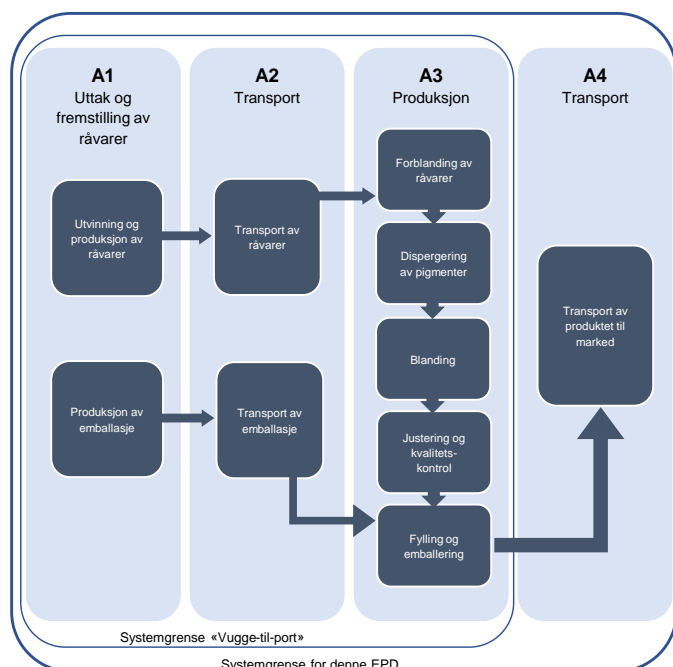 A1
Uttak og
fremstilling av
råvarer
A2
Transport
A3
Produksjon
A4
Transport
Utvinning og
produksjon av
råvarer
Transport av
råvarer
Forblanding av
råvarer
Dispergering
av pigmenter
Blanding
Transport av
produktet til
marked
Produksjon av
emballasje
Transport av
emballasje
Justering og
kvalitets-
kontrol
Fylling og
emballering
Systemgrense «Vugge-til-port»
Systemgrense for denne EPD